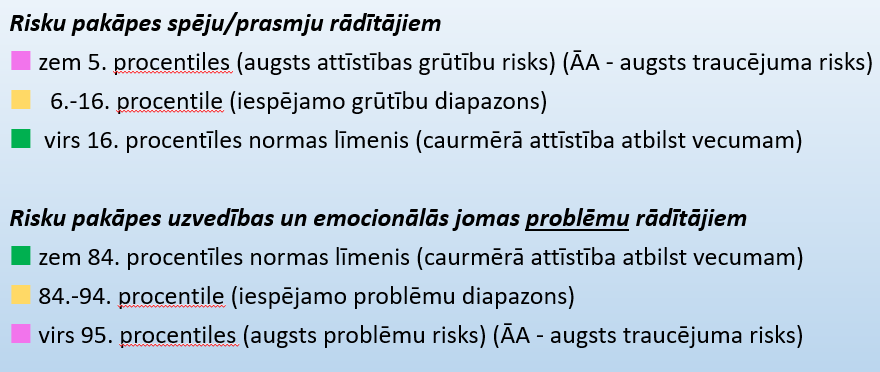 Risku pakāpes spēju/prasmju rādītājiem
zem 5. procentiles (augsts attīstības grūtību risks) (ĀA - augsts traucējuma risks)
6.-16. procentile (iespējamo grūtību diapazons)
virs 16. procentīles normas līmenis (caurmērā attīstība atbilst vecumam)
Risku pakāpes uzvedības un emocionālās jomas problēmu rādītājiem
zem 84. procentīles normas līmenis (caurmērā attīstība atbilst vecumam)
84.-94. procentile (iespējamo problēmu diapazons)
virs 95. procentiles (augsts problēmu risks) (ĀA - augsts traucējuma risks)